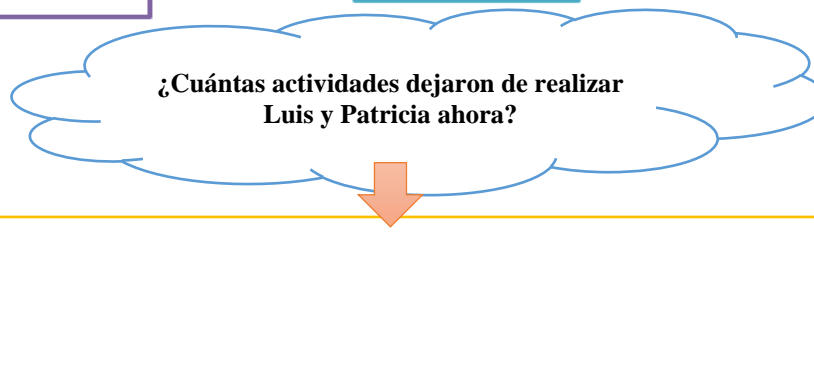 ¿Cuántas actividades dejaron de realizar
Luis y Patricia ahora?